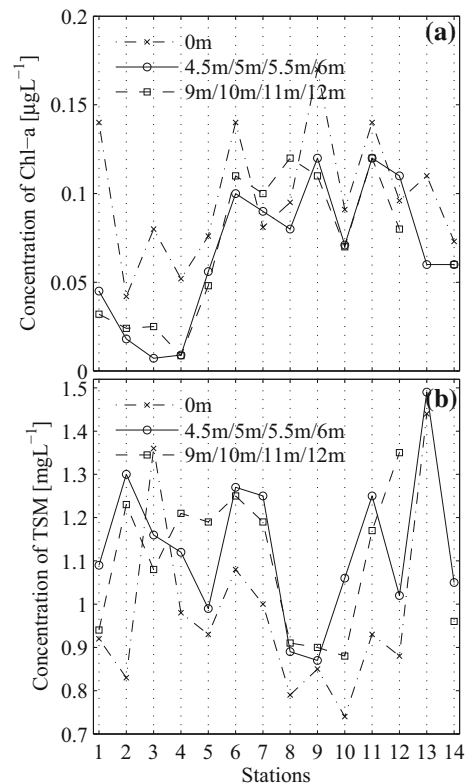 0.2
(a)
0m
4.5m/5m/5.5m/6m
9m/10m/11m/12m
0.15
0.1
0.05
0
Concentration of Chl−a [µgL−1]
1.5
(b)
0m
4.5m/5m/5.5m/6m
9m/10m/11m/12m
1.4
1.3
1.2
1.1
1
0.9
0.8
0.7
Concentration of TSM [mgL−1]
1 2 3 4 5 6 7 8 9 10 11 12 13 14
Stations